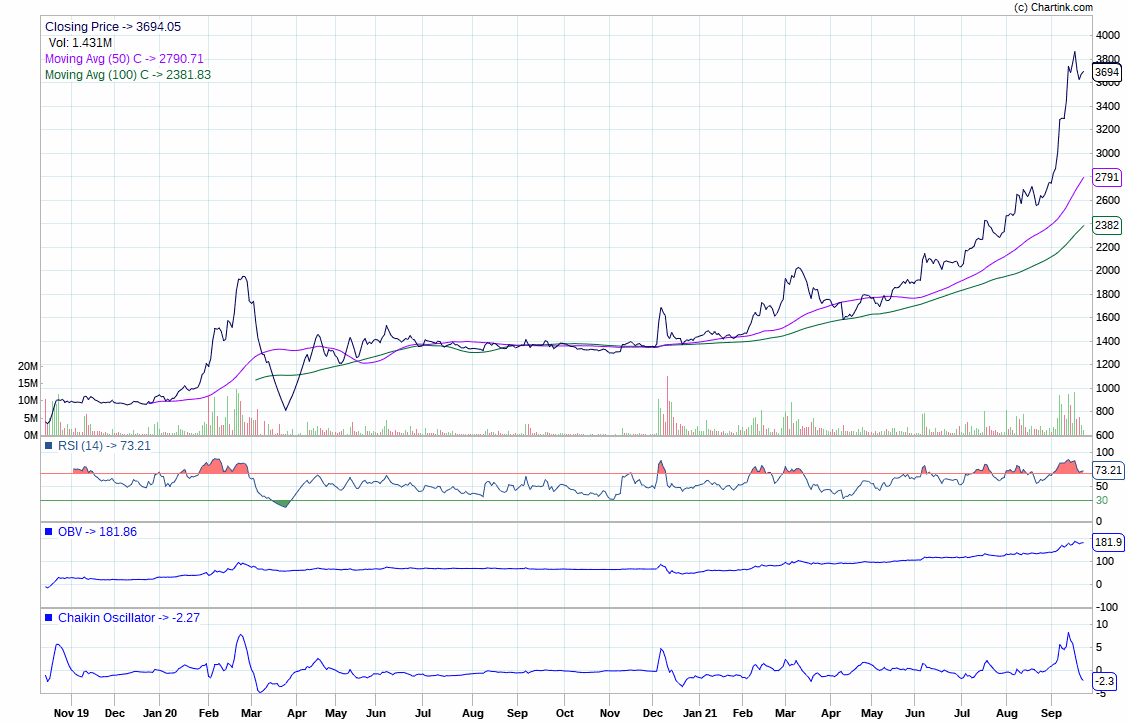 (c) Chartink.com
Closing Price -> 3694.05
Vol: 1.431M
Moving Avg (50) C -> 2790.71
Moving Avg (100) C -> 2381.83
4000
3800
3694
3600
3400
3200
3000
2791
2600
2382
2200
2000
1800
1600
1400
1200
1000
800
600
20M
15M
10M
5M
0M
RSI (14) -> 73.21
100
73.21
50
30
0
OBV -> 181.86
181.9
100
0
-100
Chaikin Oscillator -> -2.27
10
5
0
-2.3
-5
Nov 19 Dec Jan 20 Feb Mar Apr May Jun Jul Aug Sep Oct Nov Dec Jan 21 Feb Mar Apr May Jun Jul Aug Sep